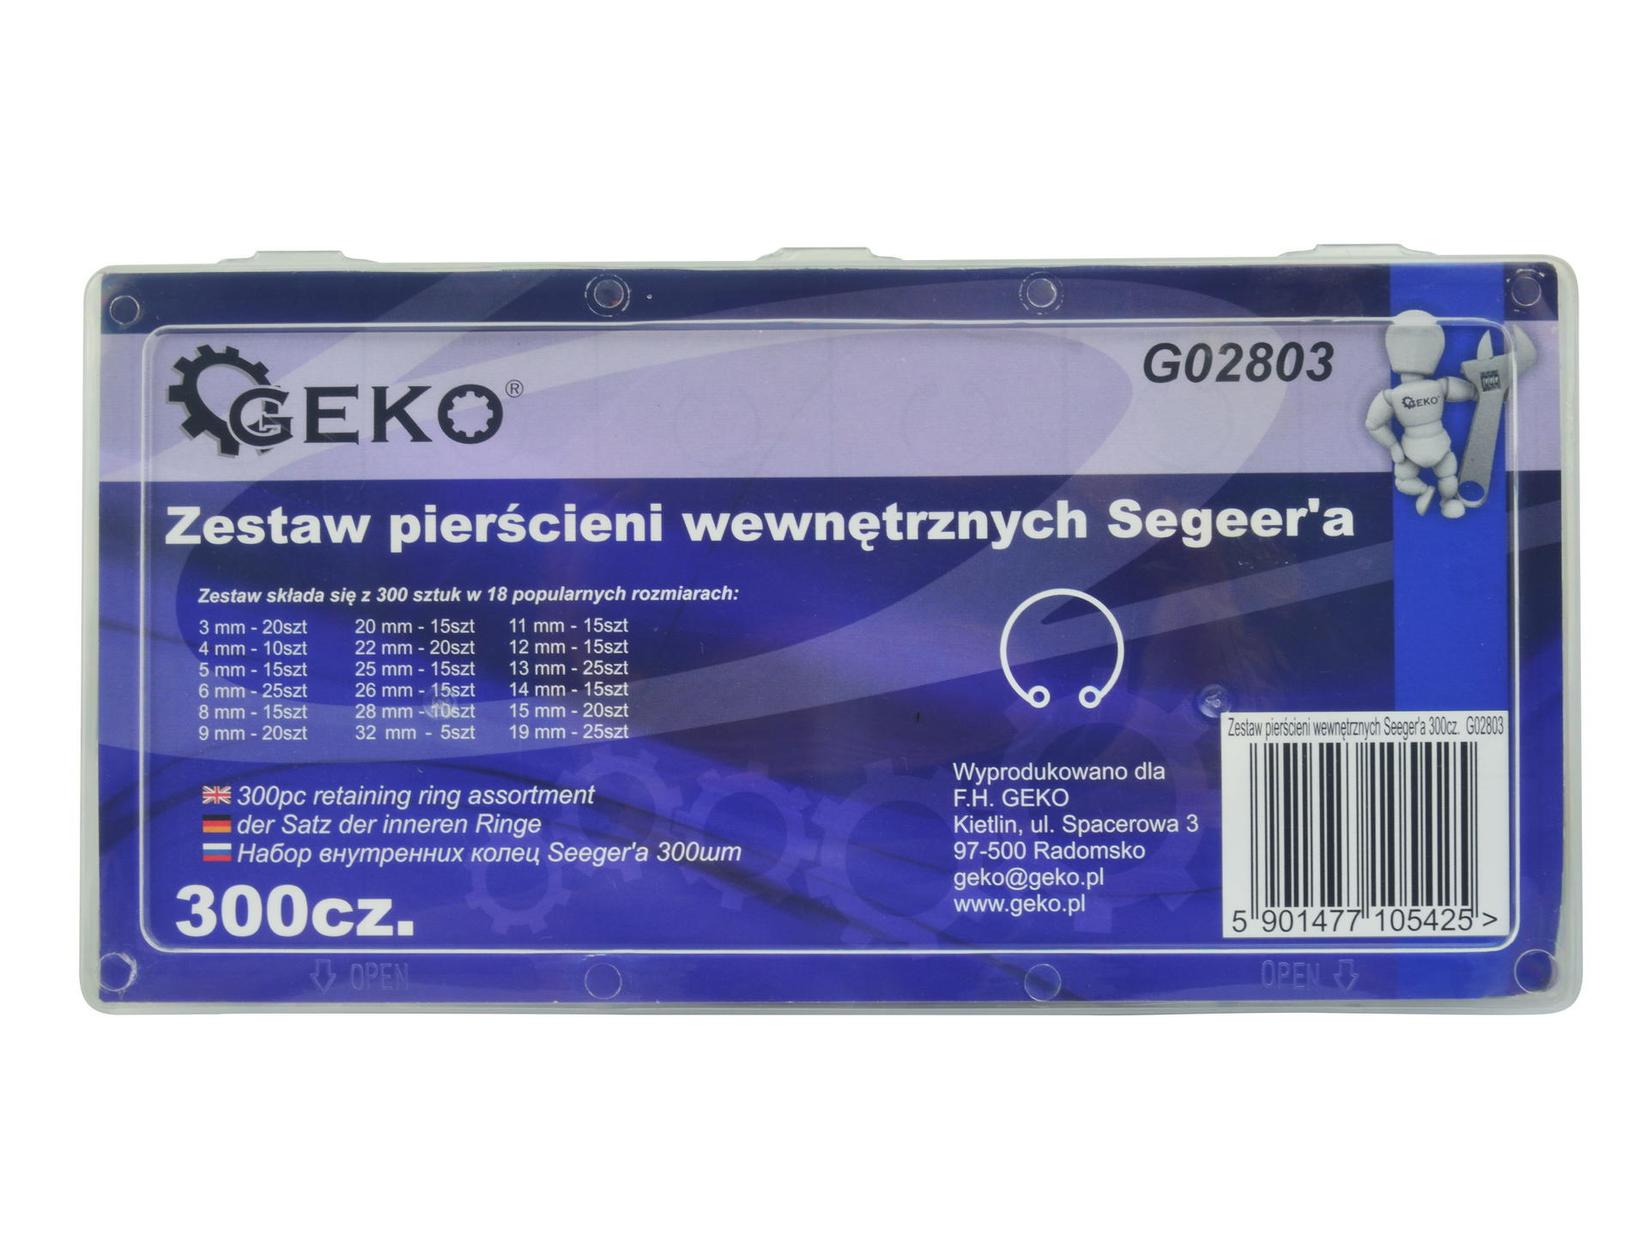 GEKO®
G02803
GEKO
Zestaw pierścieni wewnętrznych Segeer'a
Zestaw składa się z 300 sztuk w 18 popularnych rozmiarach:
3 mm - 20szt 20 mm - 15szt 11 mm - 15szt
4 mm - 10szt 22 mm - 20szt 12 mm - 15szt
5 mm - 15szt 25 mm - 15szt 13 mm - 25szt
6 mm - 25szt 26 mm - 15szt 14 mm - 15szt
8 mm - 15szt 28 mm - 10szt 15 mm - 20szt
9 mm - 20szt 32 mm - 5szt 19 mm - 25szt
300pc retaining ring assortment
der Satz der inneren Ringe
Набор внутренних колец Seeger'a 300шт
300cz.
Wyprodukowano dla
F.H. GEKO
Kietlin, ul. Spacerowa 3
97-500 Radomsko
geko@geko.pl
www.geko.pl
Zestaw pierścieni wewnętrznych Seeger'a 300cz. G02803
5 901477 105425 >
OPEN
OPEN